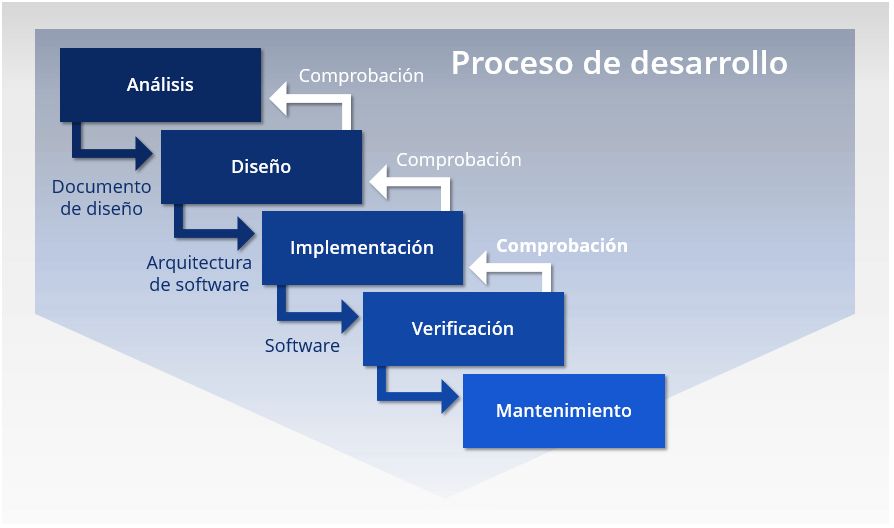 Proceso de desarrollo
Análisis
Comprobación
Documento
de diseño
Diseño
Comprobación
Arquitectura
de software
Implementación
Comprobación
Software
Verificación
Mantenimiento